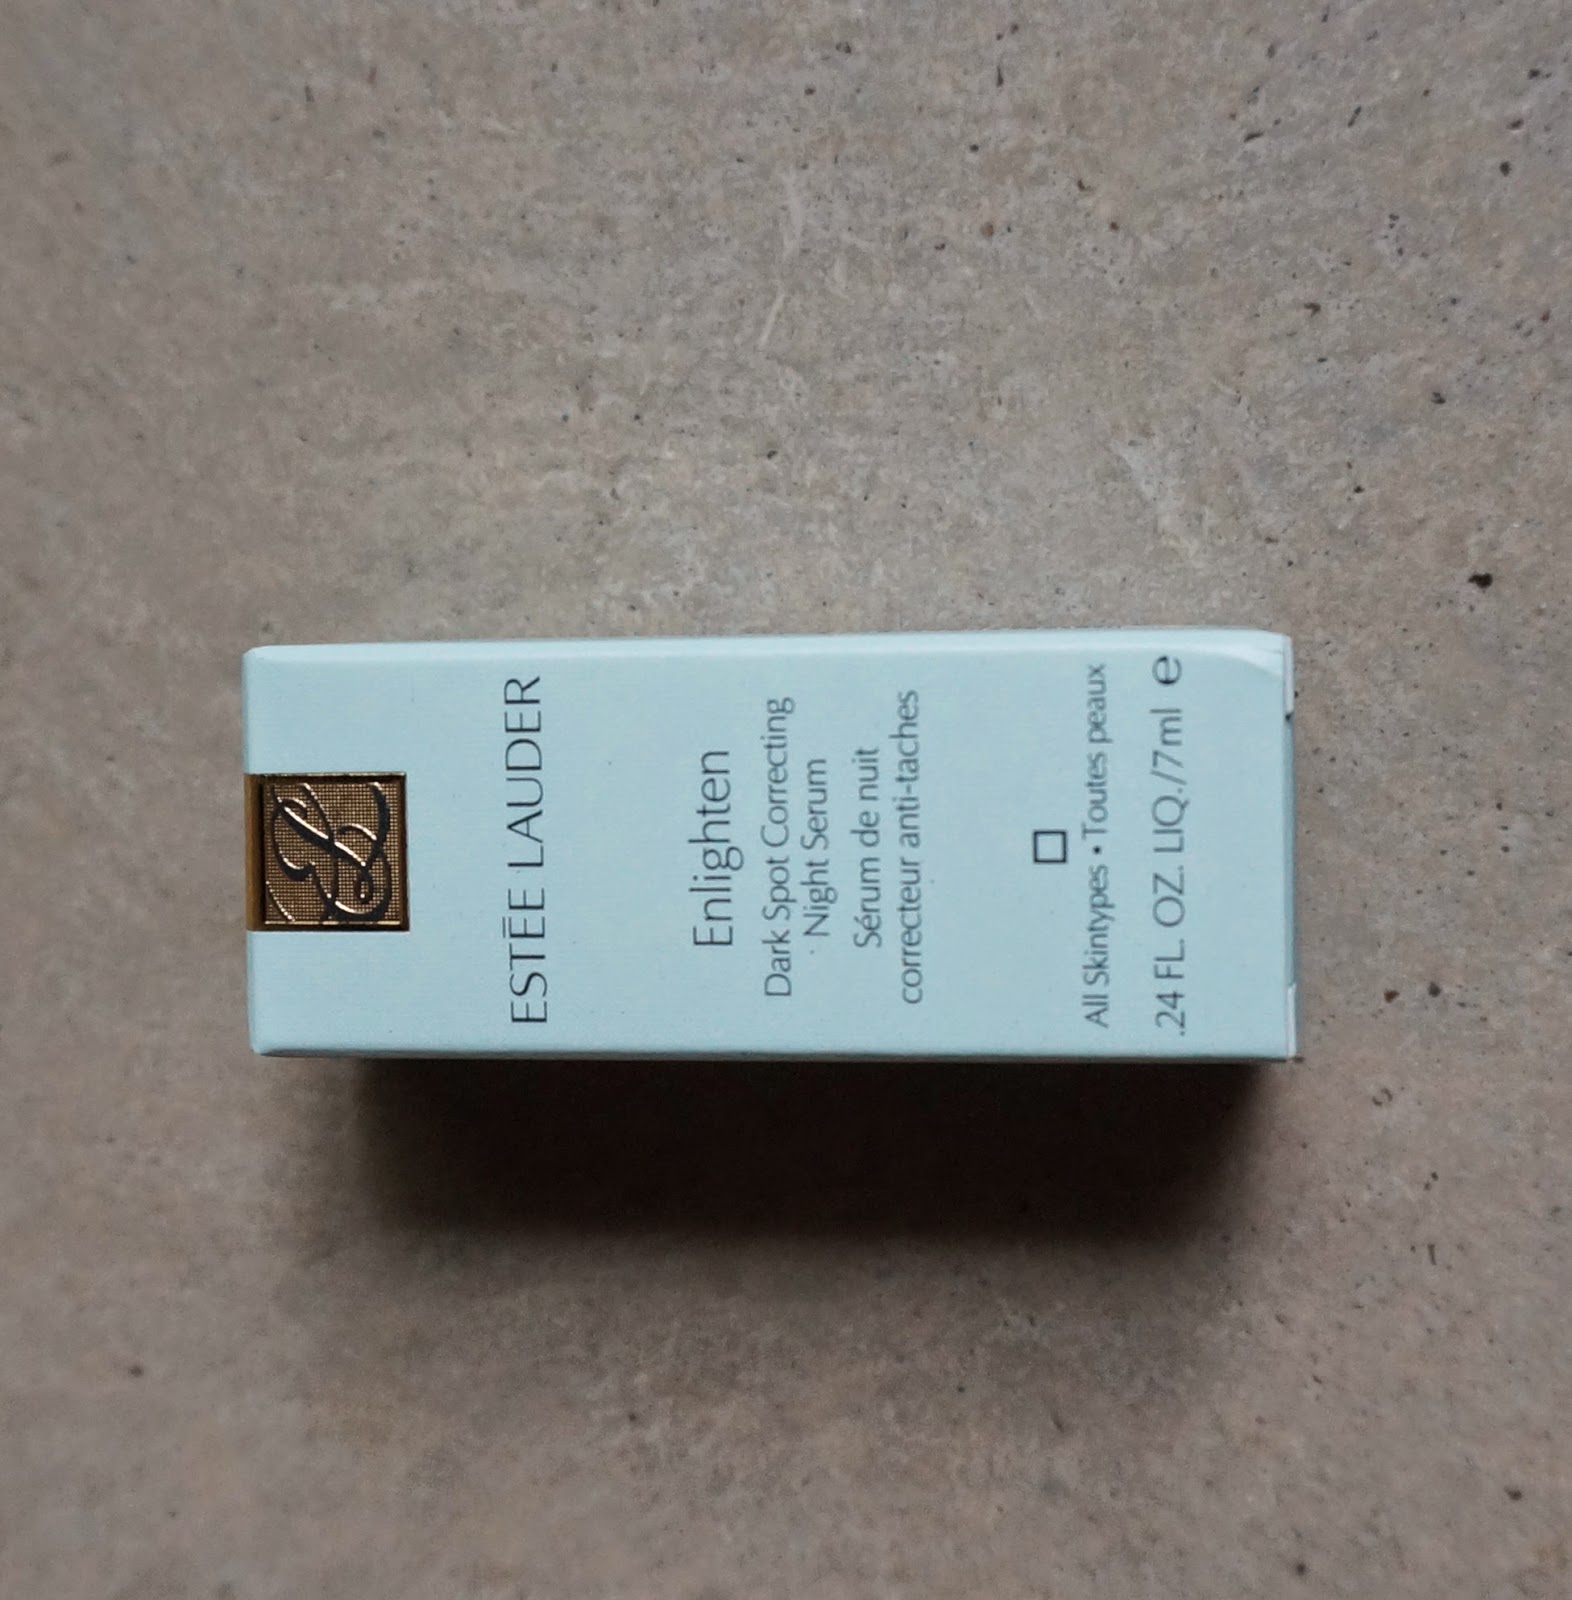 EL
ESTĒE LAUDER
Enlighten
Dark Spot Correcting
Night Serum
Sérum de nuit
correcteur anti-taches
All Skintypes • Toutes peaux
.24 FL. OZ. LIQ./7ml e